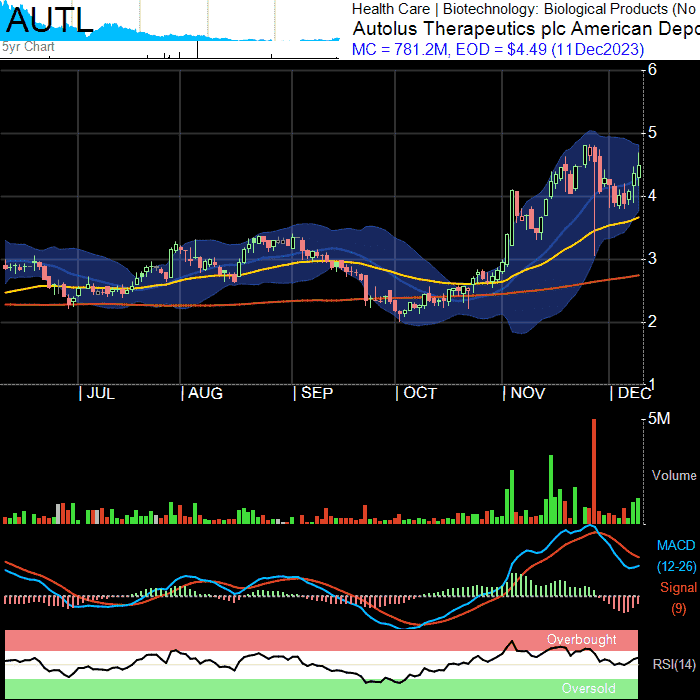 AUTL
5yr Chart
Health Care | Biotechnology: Biological Products (No
Autolus Therapeutics plc American Depo
MC = 781.2M, EOD = $4.49 (11Dec2023)
6
5
4
3
2
1
| JUL | AUG | SEP | OCT | NOV | DEC
5M
Volume
MACD
(12-26)
Signal
(9)
Overbought
RSI(14)
Oversold